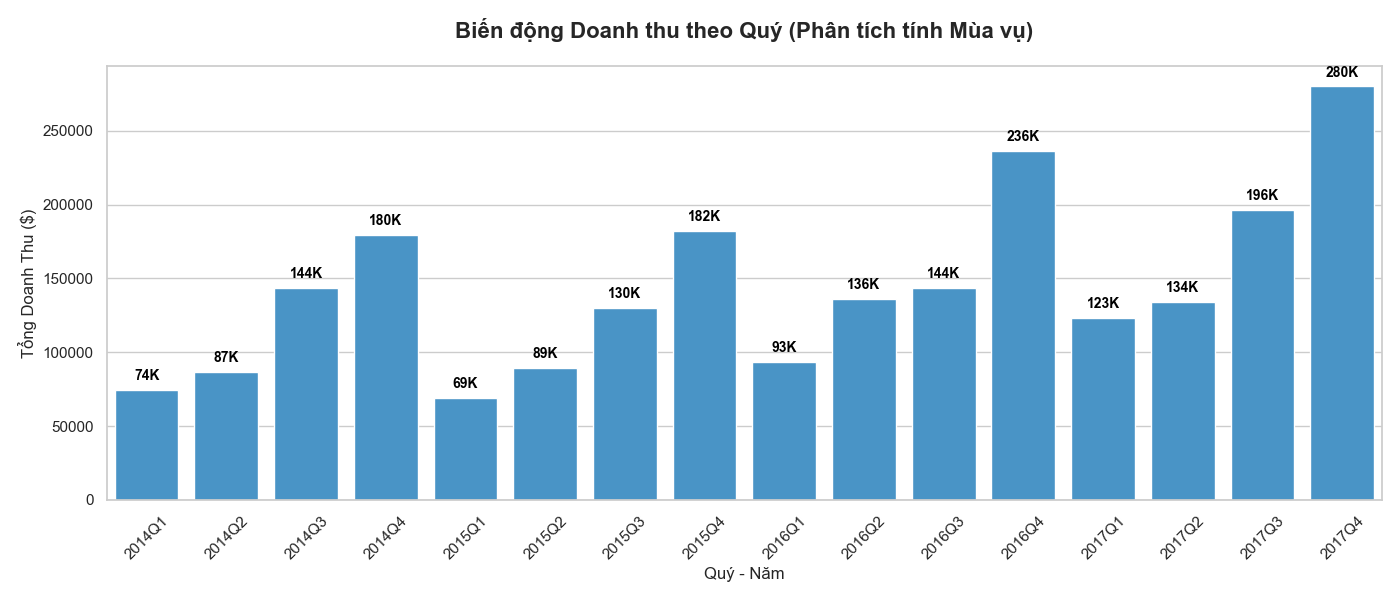 Biến động Doanh thu theo Quý (Phân tích tính Mùa vụ)
280K
250000
236K
200000
196K
180K
182K
Tổng Doanh Thu ($)
150000
144K
144K
136K
134K
130K
123K
100000
93K
87K
89K
74K
69K
50000
0
2014Q1
2014Q2
2014Q3
2014Q4
2015Q1
2015Q2
2015Q3
2015Q4
2016Q1
2016Q2
2016Q3
2016Q4
2017Q1
2017Q2
2017Q3
2017Q4
Quý - Năm